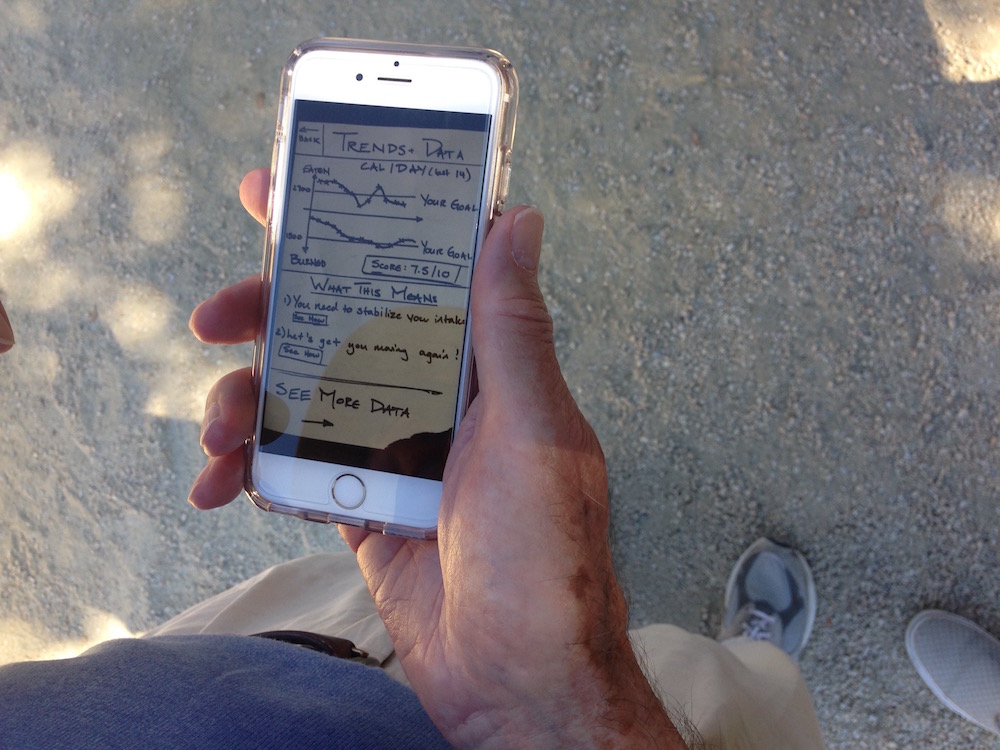 BACK
TRENDS + DATA
CAL/DAY (last 14)
EATEN
YOUR GOAL
YOUR GOAL
BURNED
SCORE: 7.5/10
WHAT THIS MEANS
1) You need to stabilize your intake
SEE HOW
2) Let's get you moving again!
SEE HOW
SEE MORE DATA